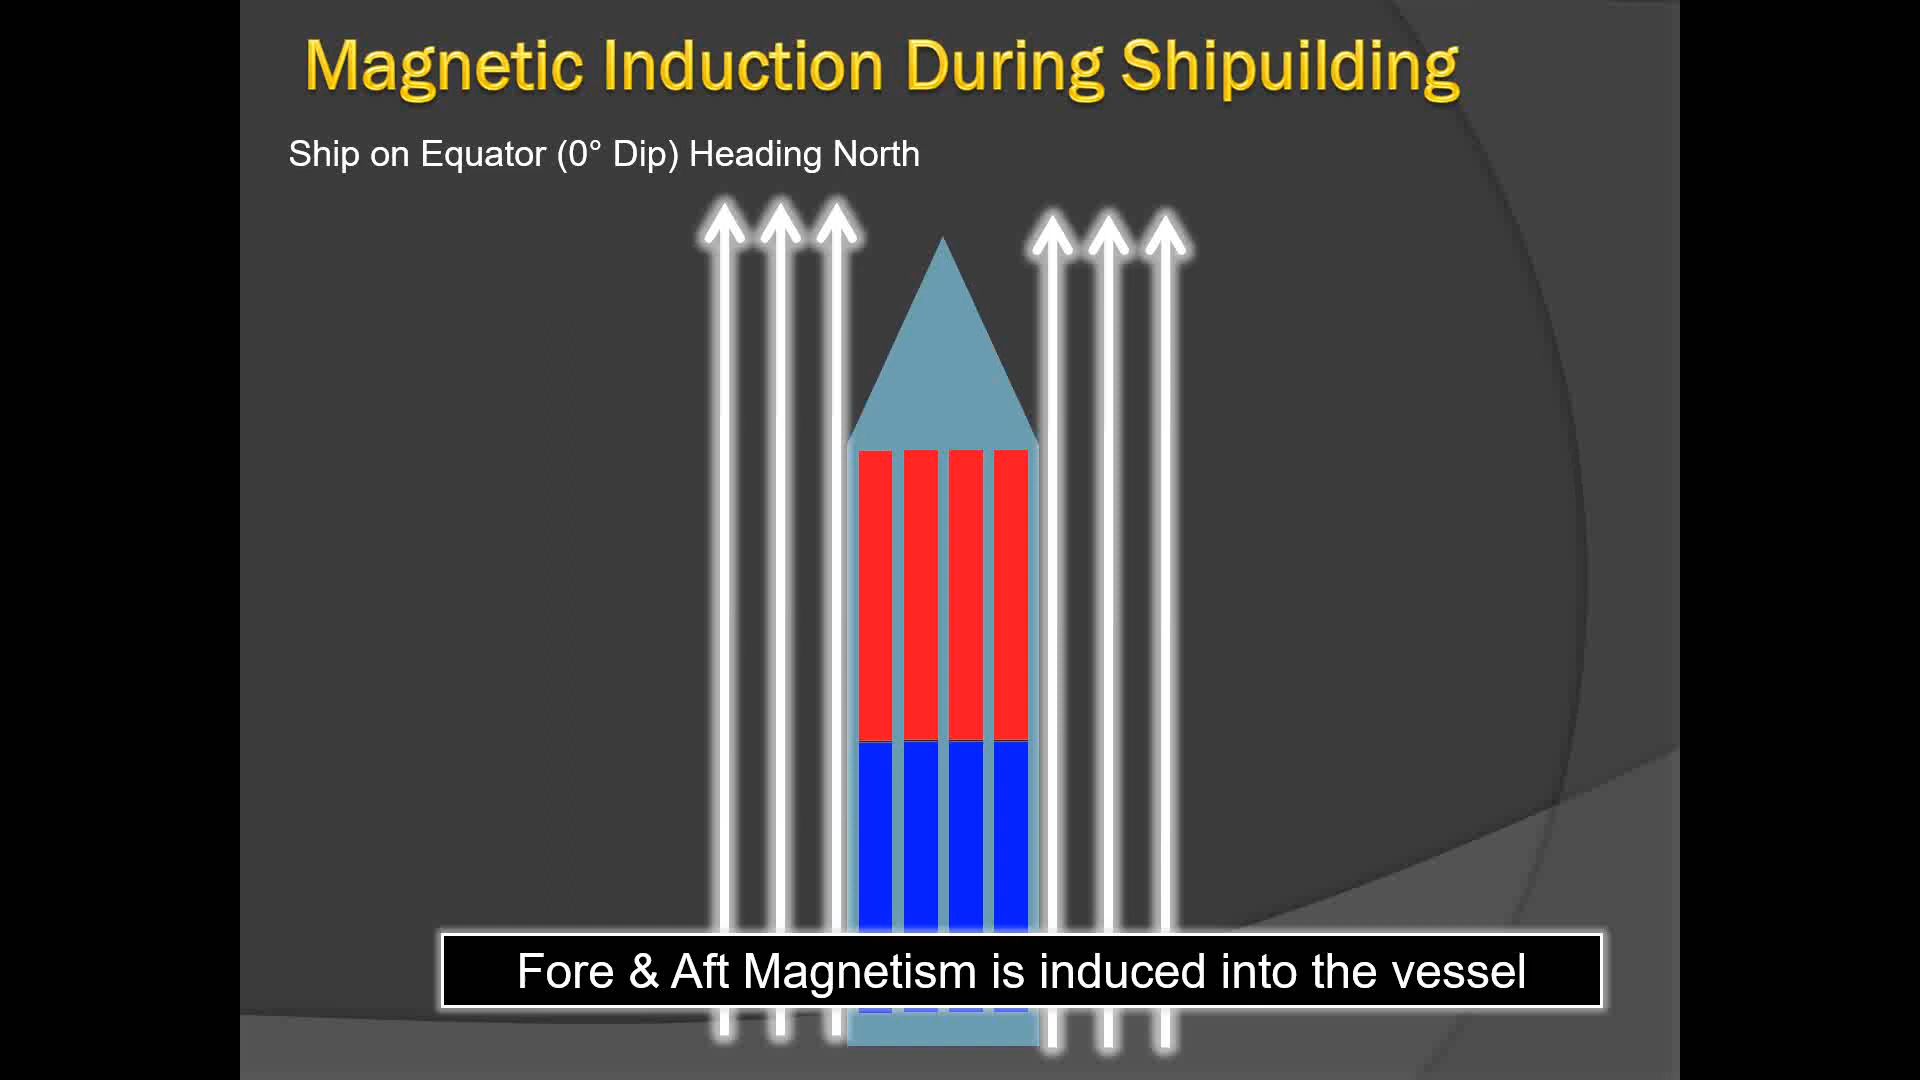 Magnetic Induction During Shipuilding
Ship on Equator (0° Dip) Heading North
Fore & Aft Magnetism is induced into the vessel